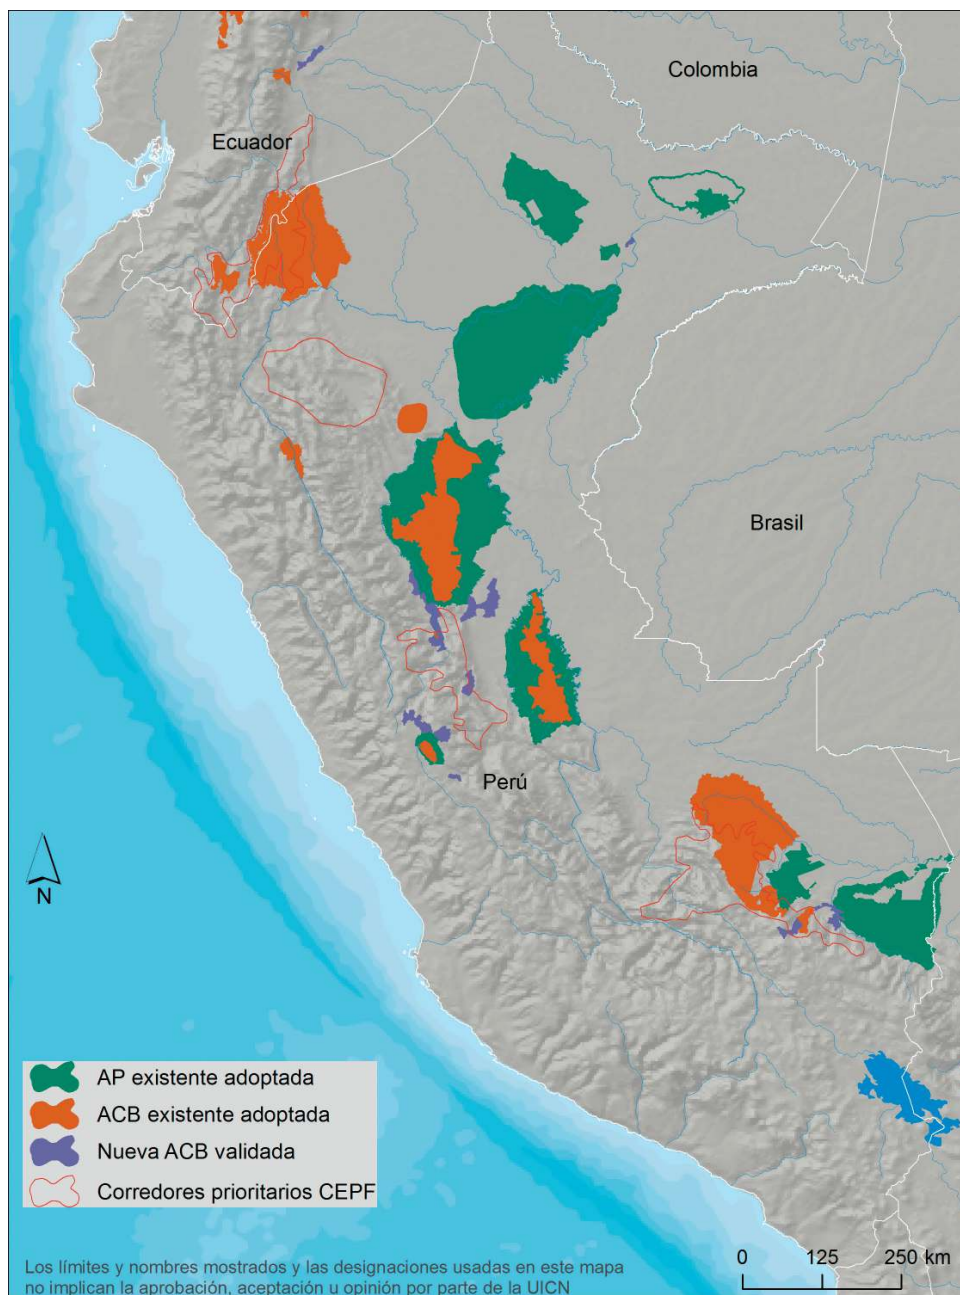 Colombia
Ecuador
Brasil
Perú
N
AP existente adoptada
ACB existente adoptada
Nueva ACB validada
Corredores prioritarios CEPF
0 125 250 km
Los límites y nombres mostrados y las designaciones usadas en este mapa
no implican la aprobación, aceptación u opinión por parte de la UICN